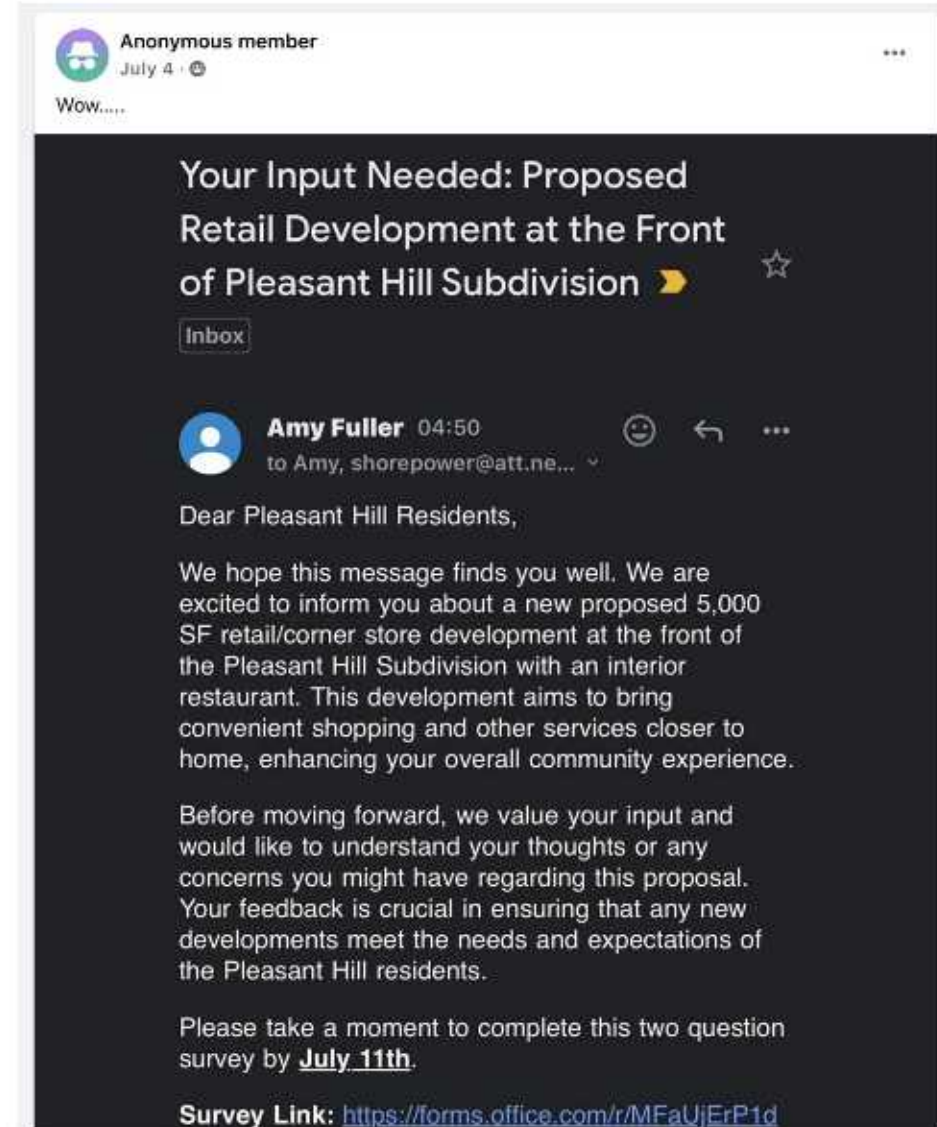 Anonymous member
July 4 ·
Wow.....
Your Input Needed: Proposed
Retail Development at the Front
of Pleasant Hill Subdivision
Inbox
Amy Fuller 04:50
to Amy, shorepower@att.ne...
Dear Pleasant Hill Residents,
We hope this message finds you well. We are
excited to inform you about a new proposed 5,000
SF retail/corner store development at the front of
the Pleasant Hill Subdivision with an interior
restaurant. This development aims to bring
convenient shopping and other services closer to
home, enhancing your overall community experience.
Before moving forward, we value your input and
would like to understand your thoughts or any
concerns you might have regarding this proposal.
Your feedback is crucial in ensuring that any new
developments meet the needs and expectations of
the Pleasant Hill residents.
Please take a moment to complete this two question
survey by July 11th.
Survey Link: https://forms.office.com/r/MFaUjErP1d